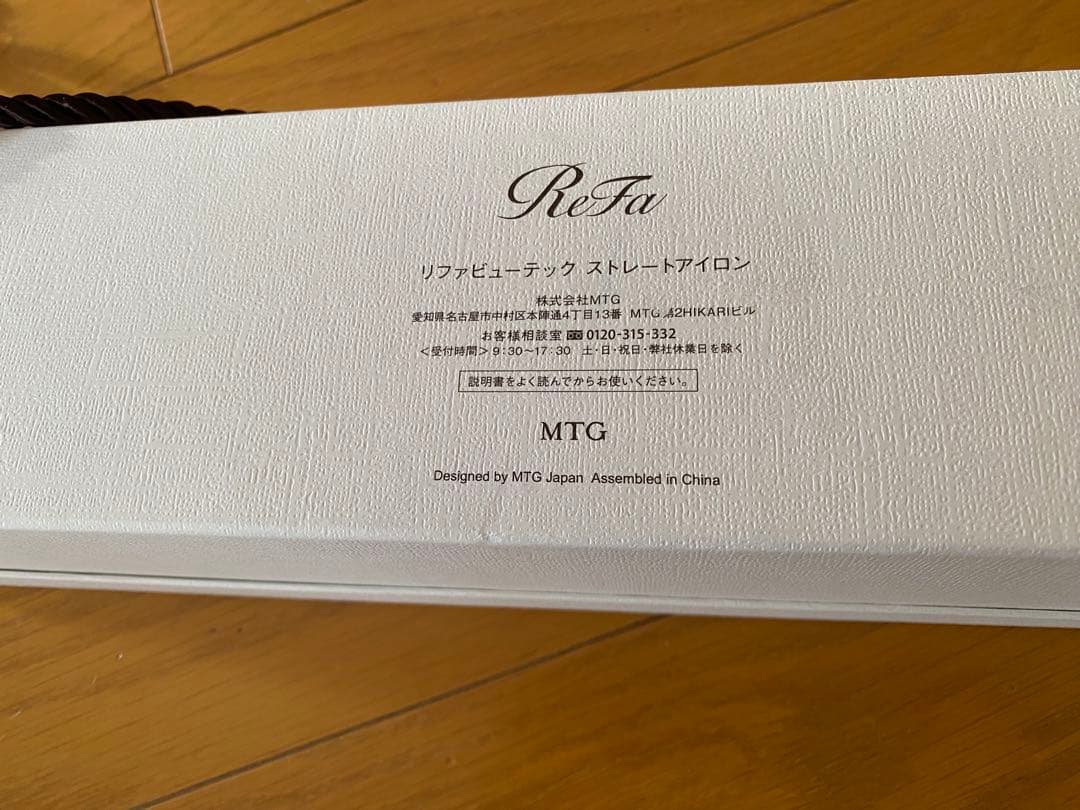 ReFa
リファビューテック ストレートアイロン
株式会社MTG
愛知県名古屋市中村区本陣通4丁目13番 MTG 第2HIKARIビル
お客様相談室 0120-315-332
＜受付時間＞9:30～17:30 土・日・祝日・弊社休業日を除く
説明書をよく読んでからお使いください。
MTG
Designed by MTG Japan Assembled in China